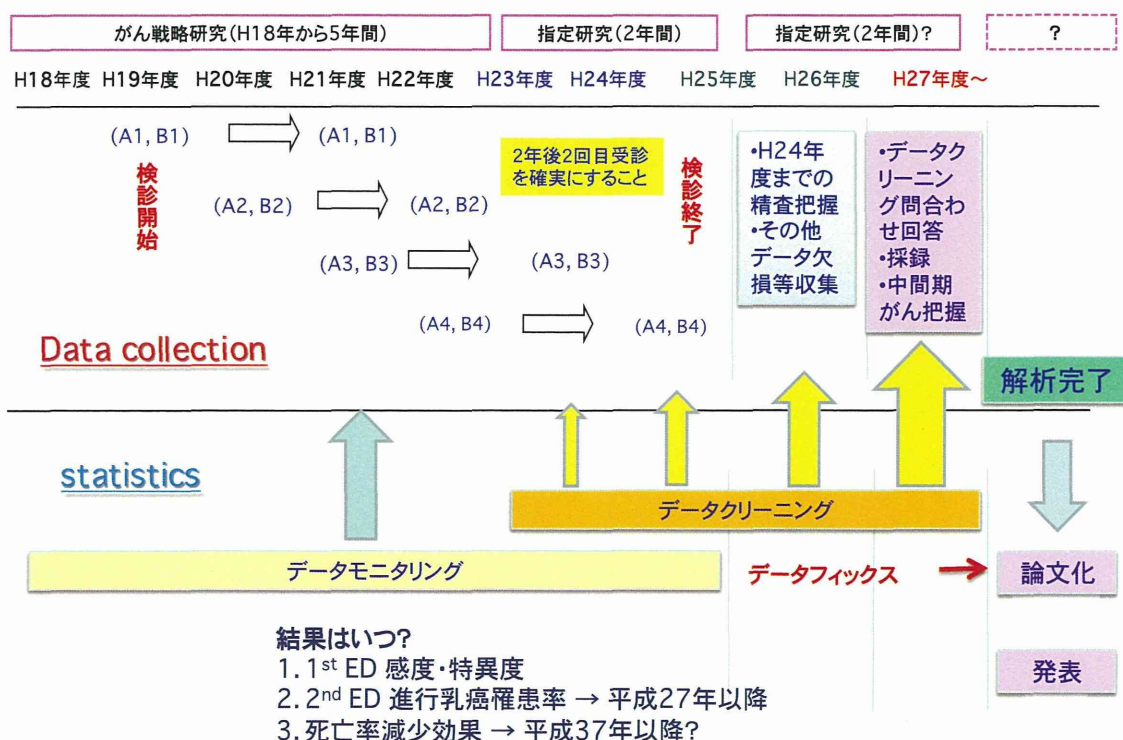 がん戦略研究(H18年から5年間)
指定研究(2年間)
指定研究(2年間)?
?
H18年度 H19年度 H20年度 H21年度 H22年度 H23年度 H24年度 H25年度 H26年度 H27年度～
(A1, B1)
(A1, B1)
検診開始
(A2, B2)
(A2, B2)
(A3, B3)
(A3, B3)
(A4, B4)
(A4, B4)
2年後2回目受診
を確実にすること
検診終了
•H24年
度までの
精査把握
•その他
データ欠
損等収集
•データク
リーニン
グ問合わ
せ回答
•採録
•中間期
がん把握
Data collection
解析完了
statistics
データクリーニング
データモニタリング
データフィックス
論文化
発表
結果はいつ?
1. 1st ED 感度・特異度
2. 2nd ED 進行乳癌罹患率 → 平成27年以降
3. 死亡率減少効果 → 平成37年以降?